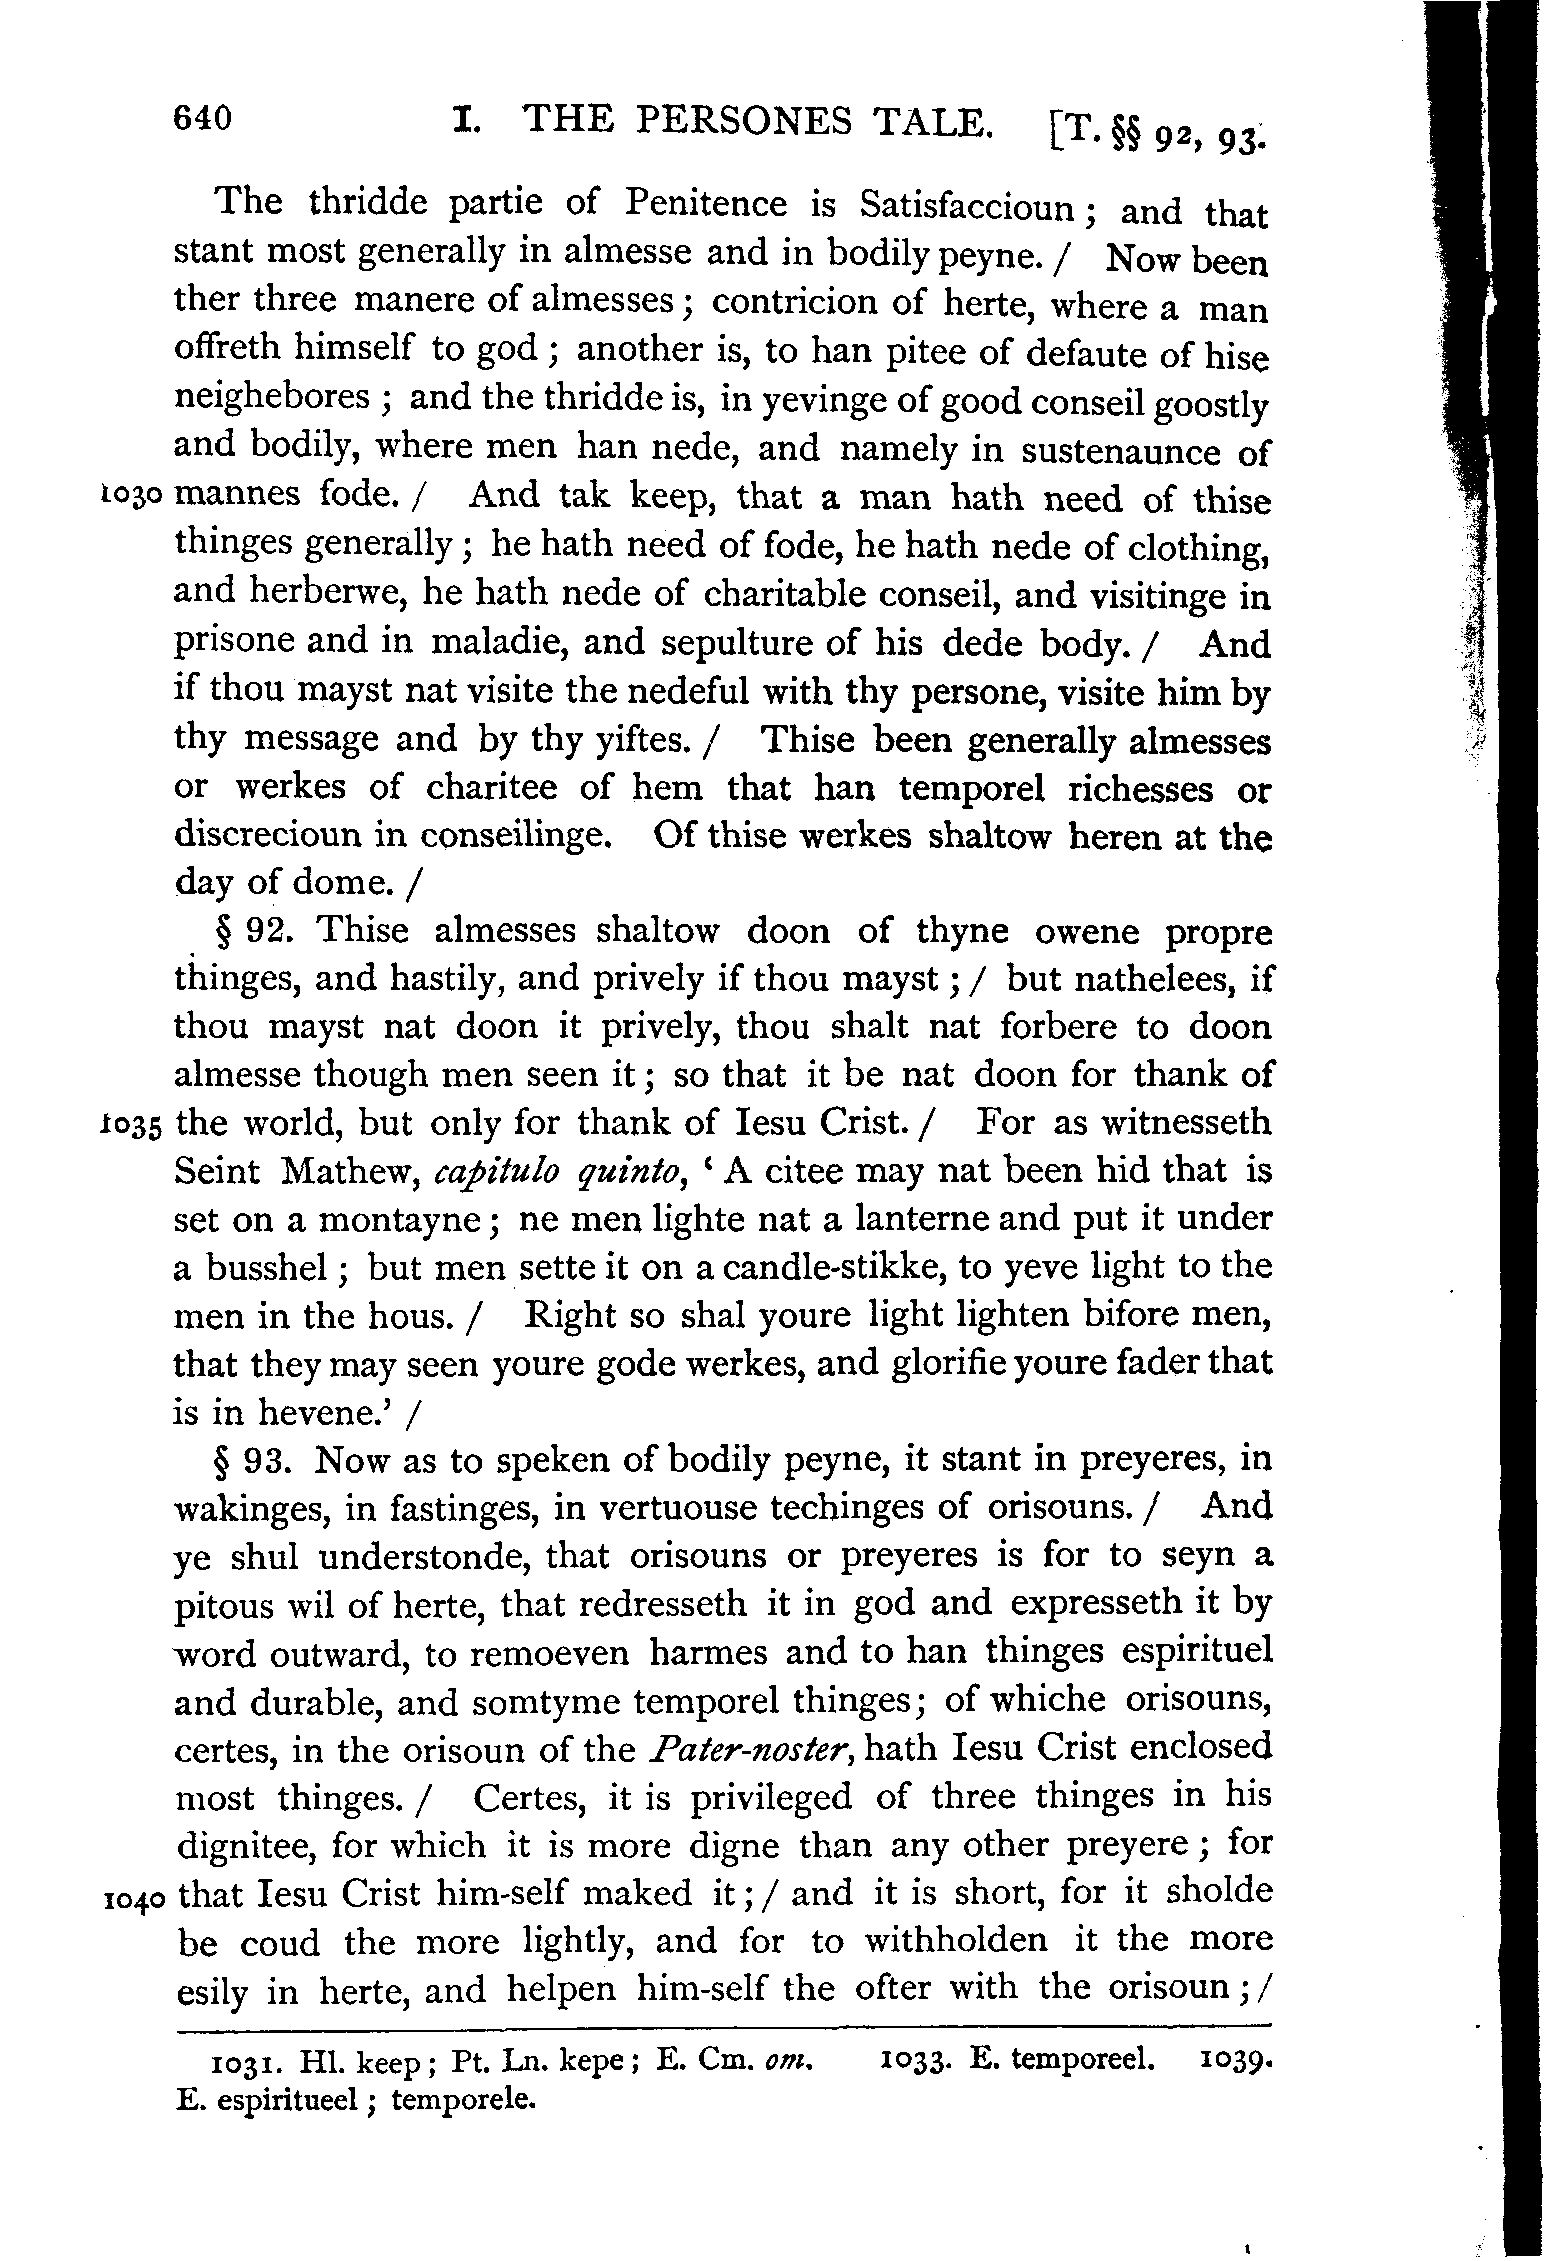 640 I. THE PERSONES TALE. [T. §§ 92, 93.
The thridde partie of Penitence is Satisfaccioun ; and that
stant most generally in almesse and in bodily peyne. / Now been
ther three manere of almesses ; contricion of herte, where a man
offreth himself to god ; another is, to han pitee of defaute of hise
neighebores ; and the thridde is, in yevinge of good conseil goostly
and bodily, where men han nede, and namely in sustenaunce of
1030 mannes fode. / And tak keep, that a man hath need of thise
thinges generally ; he hath need of fode, he hath nede of clothing,
and herberwe, he hath nede of charitable conseil, and visitinge in
prisone and in maladie, and sepulture of his dede body. / And
if thou mayst nat visite the nedeful with thy persone, visite him by
thy message and by thy yiftes. / Thise been generally almesses
or werkes of charitee of hem that han temporel richesses or
discrecioun in conseilinge. Of thise werkes shaltow heren at the
day of dome. /
§ 92. Thise almesses shaltow doon of thyne owene propre
thinges, and hastily, and prively if thou mayst ; / but nathelees, if
thou mayst nat doon it prively, thou shalt nat forbere to doon
almesse though men seen it ; so that it be nat doon for thank of
1035 the world, but only for thank of Iesu Crist. / For as witnesseth
Seint Mathew, capitulo quinto, ‘ A citee may nat been hid that is
set on a montayne ; ne men lighte nat a lanterne and put it under
a busshel ; but men sette it on a candle-stikke, to yeve light to the
men in the hous. / Right so shal youre light lighten bifore men,
that they may seen youre gode werkes, and glorifie youre fader that
is in hevene.’ /
§ 93. Now as to speken of bodily peyne, it stant in preyeres, in
wakinges, in fastinges, in vertuouse techinges of orisouns. / And
ye shul understonde, that orisouns or preyeres is for to seyn a
pitous wil of herte, that redresseth it in god and expresseth it by
word outward, to remoeven harmes and to han thinges espirituel
and durable, and somtyme temporel thinges ; of whiche orisouns,
certes, in the orisoun of the Pater-noster, hath Iesu Crist enclosed
most thinges. / Certes, it is privileged of three thinges in his
dignitee, for which it is more digne than any other preyere ; for
1040 that Iesu Crist him-self maked it ; / and it is short, for it sholde
be coud the more lightly, and for to withholden it the more
esily in herte, and helpen him-self the ofter with the orisoun ; /
1031. Hl. keep ; Pt. Ln. kepe ; E. Cm. om. 1033. E. temporeel. 1039.
E. espiritueel ; temporele.